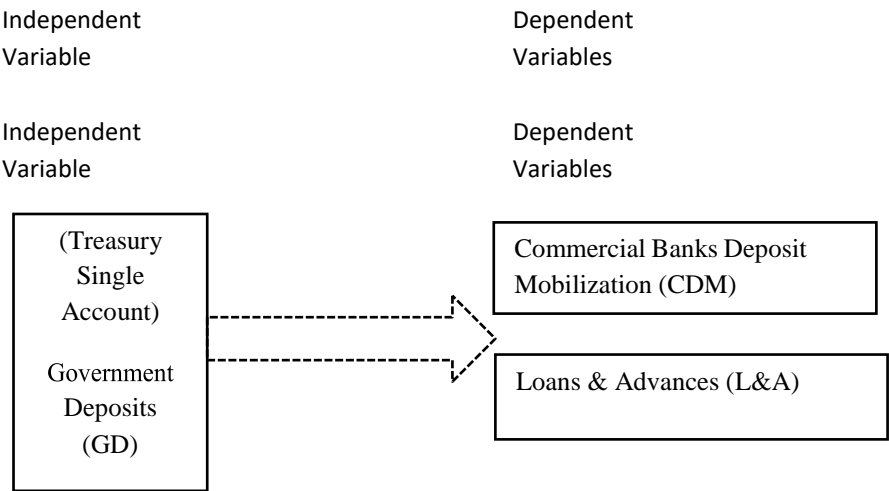 Independent
Variable
Dependent
Variables
Independent
Variable
Dependent
Variables
(Treasury
Single
Account)
Government
Deposits
(GD)
Commercial Banks Deposit
Mobilization (CDM)
Loans & Advances (L&A)